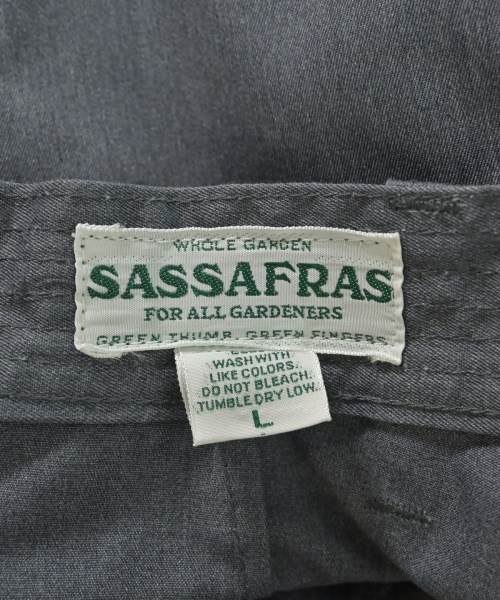 WHOLE GARDEN
SASSAFRAS
FOR ALL GARDENERS
GREEN THUMB, GREEN FINGERS
WASH WITH
LIKE COLORS.
DO NOT BLEACH.
TUMBLE DRY LOW.
L